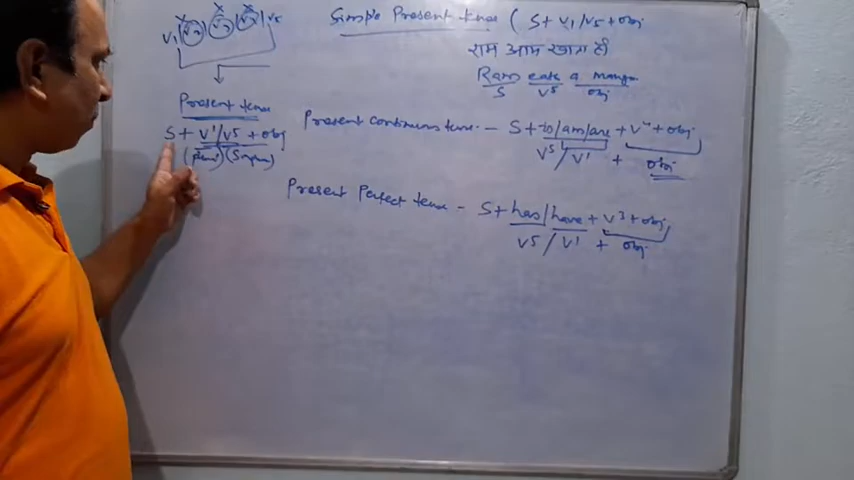 V1 V2 V3 V4 V5
Simple Present tense ( S + V1/V5 + obj
राम आम खाता है
Ram eats a mango
S V5 obj
Present tense
S + V1/V5 + obj
Present continuous tense - S + is/am/are + V4 + obj
V5 / V1 + obj
Present Perfect tense - S + has/have + V3 + obj
V5 / V1 + obj